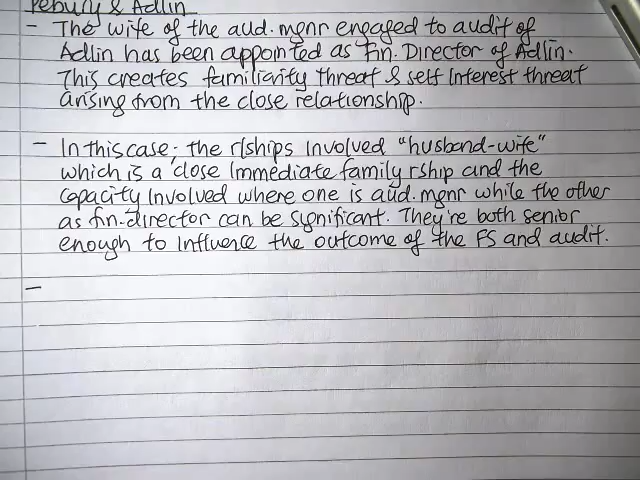 & Adlin
- The wife of the aud. mgnr engaged to audit of
Adlin has been appointed as Fin. Director of Adlin.
This creates familiarity threat & self interest threat
arising from the close relationship.
- In this case, the r/ships involved "husband-wife"
which is a close immediate family rship and the
capacity involved where one is aud. mgnr while the other
as fin. director can be significant. They're both senior
enough to influence the outcome of the FS and audit.
-